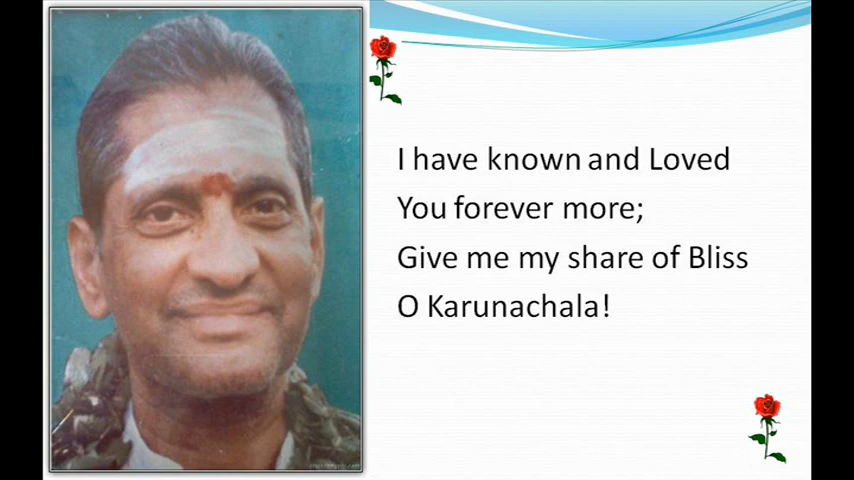 I have known and Loved
You forever more;
Give me my share of Bliss
O Karunachala!